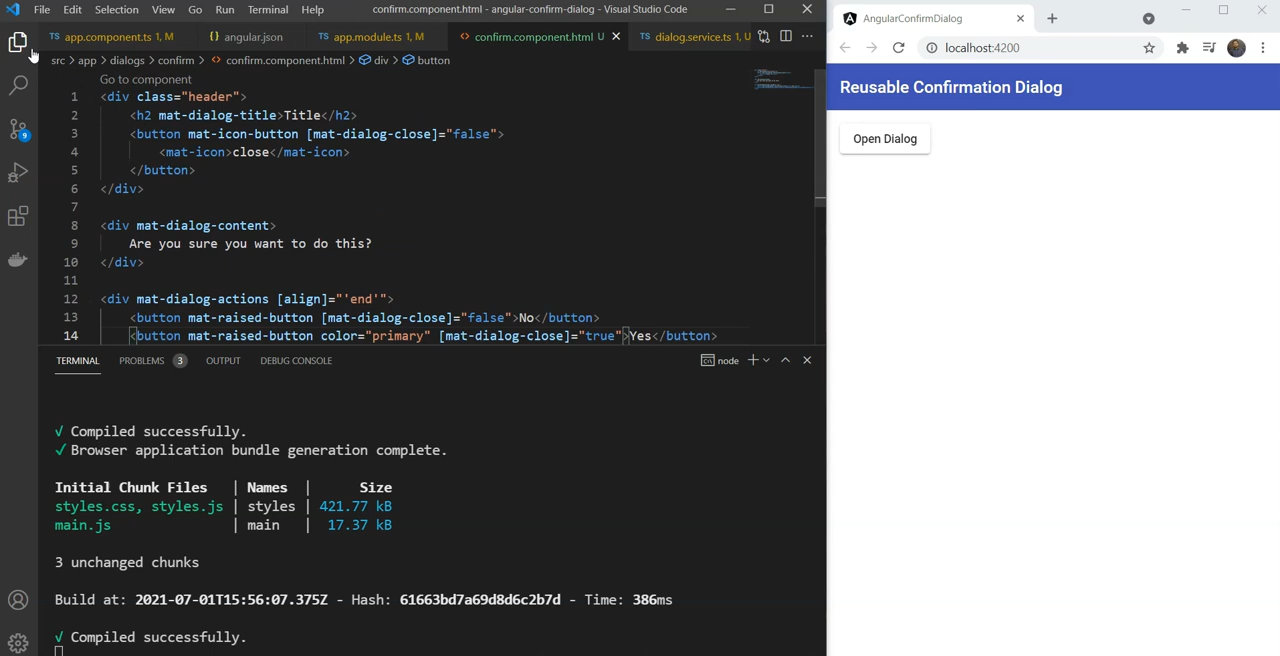 File Edit Selection View Go Run Terminal Help confirm.component.html - angular-confirm-dialog - Visual Studio Code
app.component.ts 1, M angular.json app.module.ts 1, M confirm.component.html U dialog.service.ts 1, U
src > app > dialogs > confirm > confirm.component.html > div > button
Go to component
1 <div class="header">
2 <h2 mat-dialog-title>Title</h2>
3 <button mat-icon-button [mat-dialog-close]="false">
4 <mat-icon>close</mat-icon>
5 </button>
6 </div>
7
8 <div mat-dialog-content>
9 Are you sure you want to do this?
10 </div>
11
12 <div mat-dialog-actions [align]="'end'">
13 <button mat-raised-button [mat-dialog-close]="false">No</button>
14 <button mat-raised-button color="primary" [mat-dialog-close]="true">Yes</button>
9
TERMINAL PROBLEMS 3 OUTPUT DEBUG CONSOLE node
√ Compiled successfully.
√ Browser application bundle generation complete.
Initial Chunk Files | Names | Size
styles.css, styles.js | styles | 421.77 kB
main.js | main | 17.37 kB
3 unchanged chunks
Build at: 2021-07-01T15:56:07.375Z - Hash: 61663bd7a69d8d6c2b7d - Time: 386ms
√ Compiled successfully.
AngularConfirmDialog
localhost:4200
Reusable Confirmation Dialog
Open Dialog